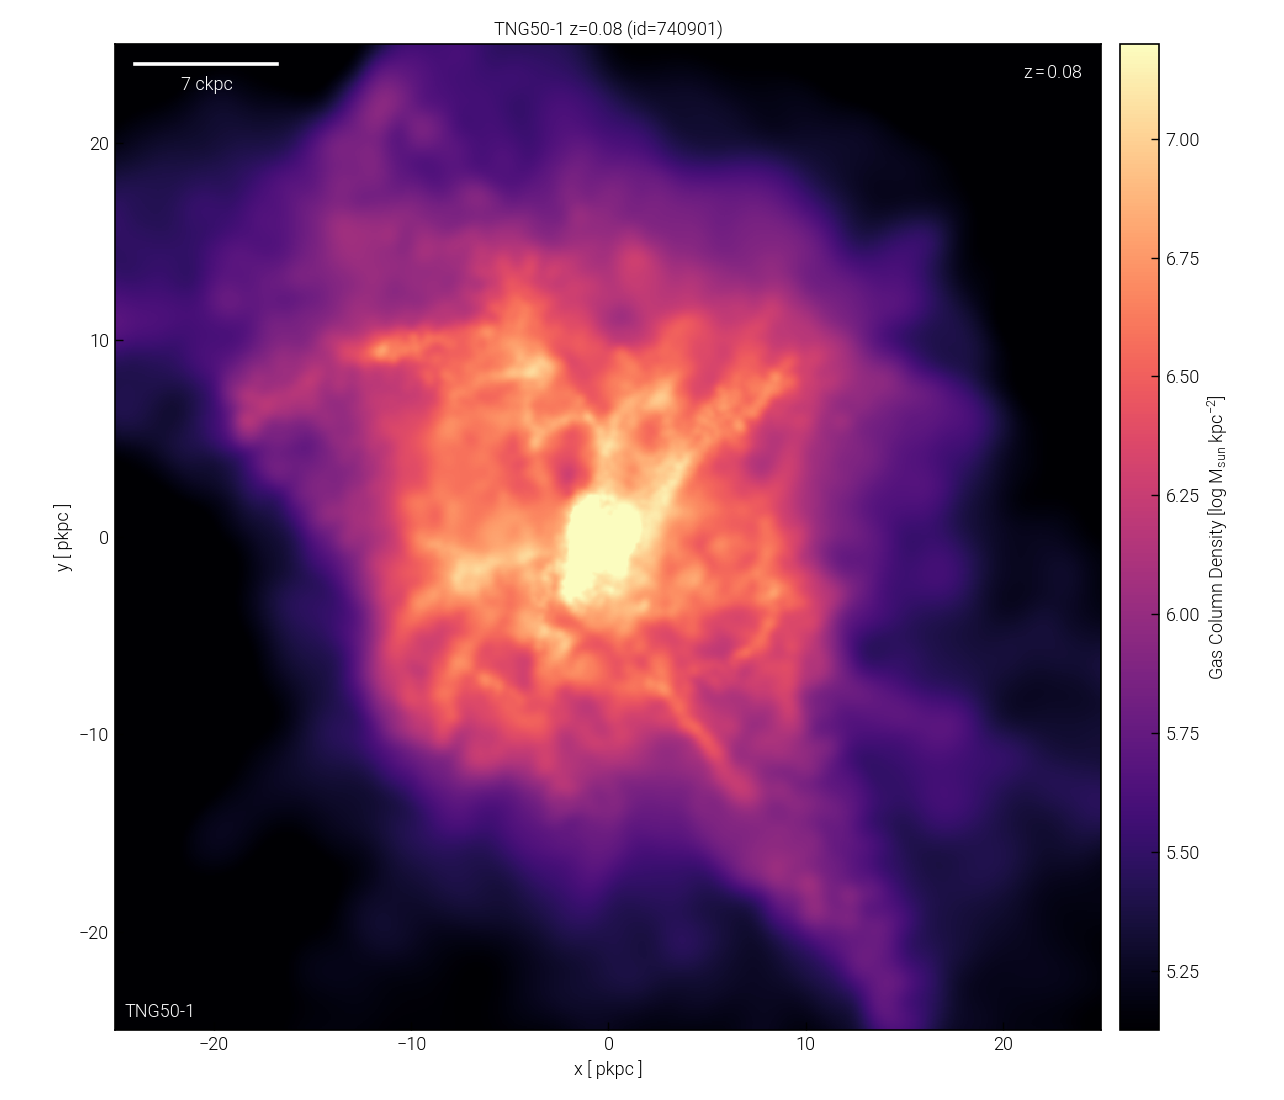 TNG50-1 z=0.08 (id=740901)
7 ckpc
z=0.08
TNG50-1
20
10
0
−10
−20
y [ pkpc ]
−20
−10
0
10
20
x [ pkpc ]
7.00
6.75
6.50
6.25
6.00
5.75
5.50
5.25
Gas Column Density [log M_sun kpc⁻²]